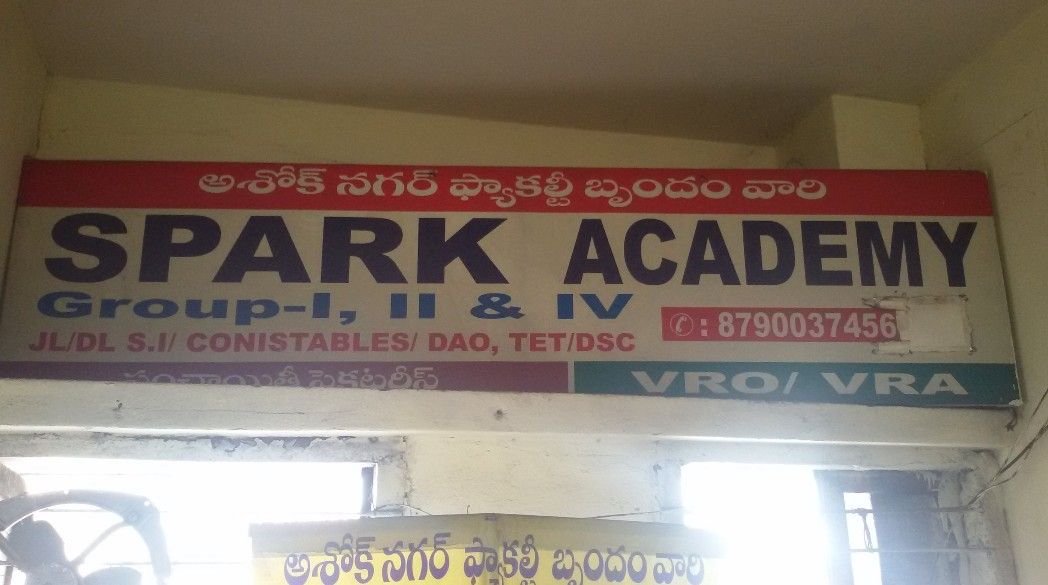 అశోక్ నగర్ ఫ్యాకల్టీ బృందం వారి
SPARK ACADEMY
Group-I, II & IV
✆ : 8790037456
JL/DL S.I/ CONISTABLES/ DAO, TET/DSC
పంచాయితీ సెక్రటరీస్
VRO/ VRA
అశోక్ నగర్ ఫ్యాకల్టీ బృందం వారి